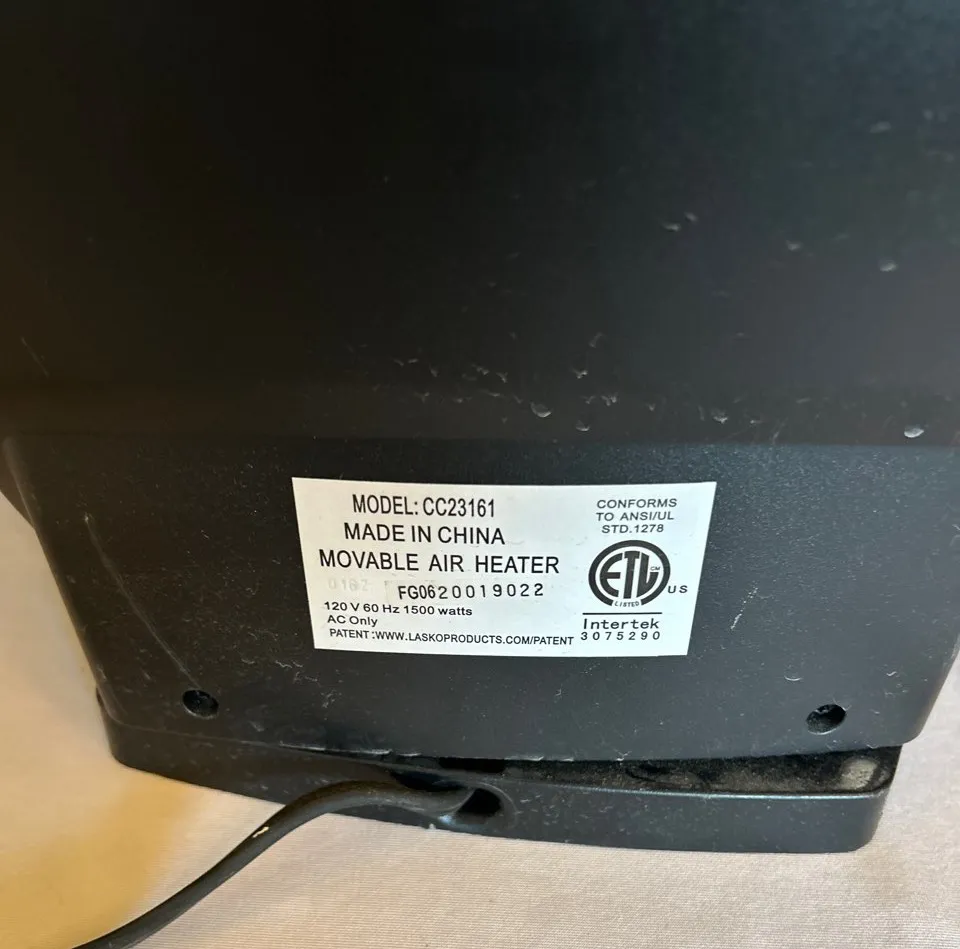 MODEL: CC23161
MADE IN CHINA
MOVABLE AIR HEATER
FG0620019022
120 V 60 Hz 1500 watts
AC Only
PATENT:WWW.LASKOPRODUCTS.COM/PATENT
CONFORMS
TO ANSI/UL
STD.1278
ETL CM
LISTED
US
Intertek
3075290